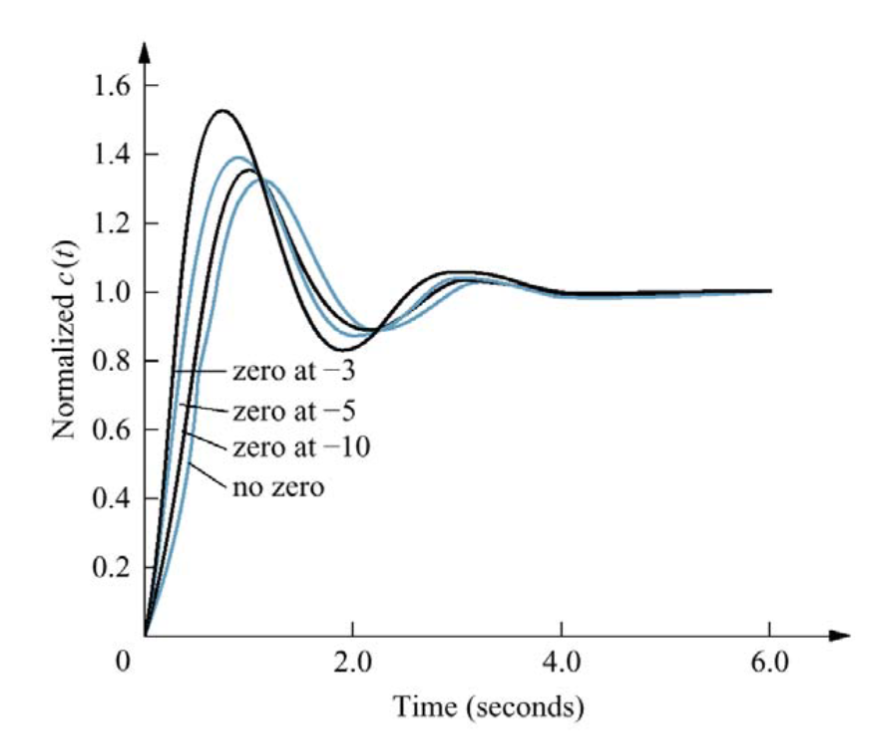 1.6
1.4
1.2
1.0
0.8
0.6
0.4
0.2
0
Normalized c(t)
zero at −3
zero at −5
zero at −10
no zero
2.0 4.0 6.0
Time (seconds)